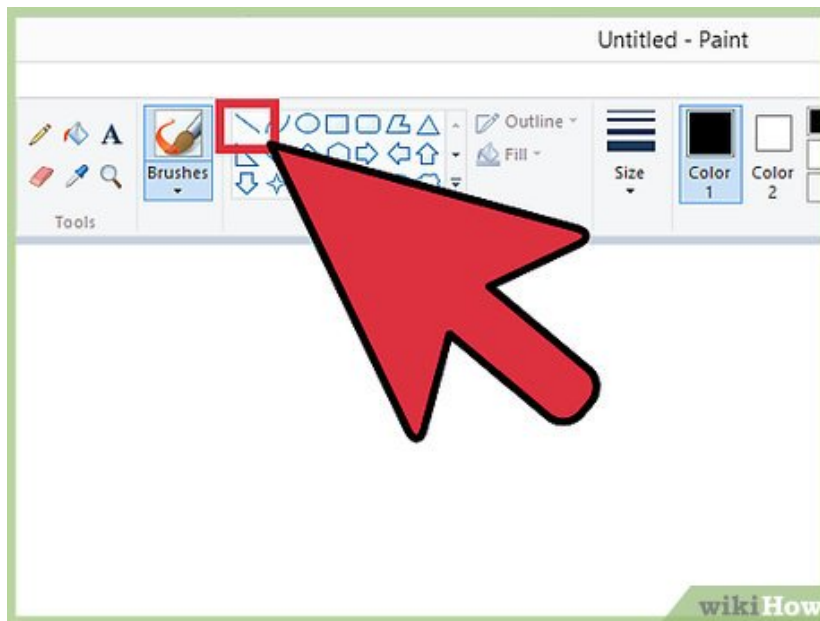 Untitled - Paint
A
Brushes
Outline
Fill
Size
Color
1
Color
2
Tools
wikiHow